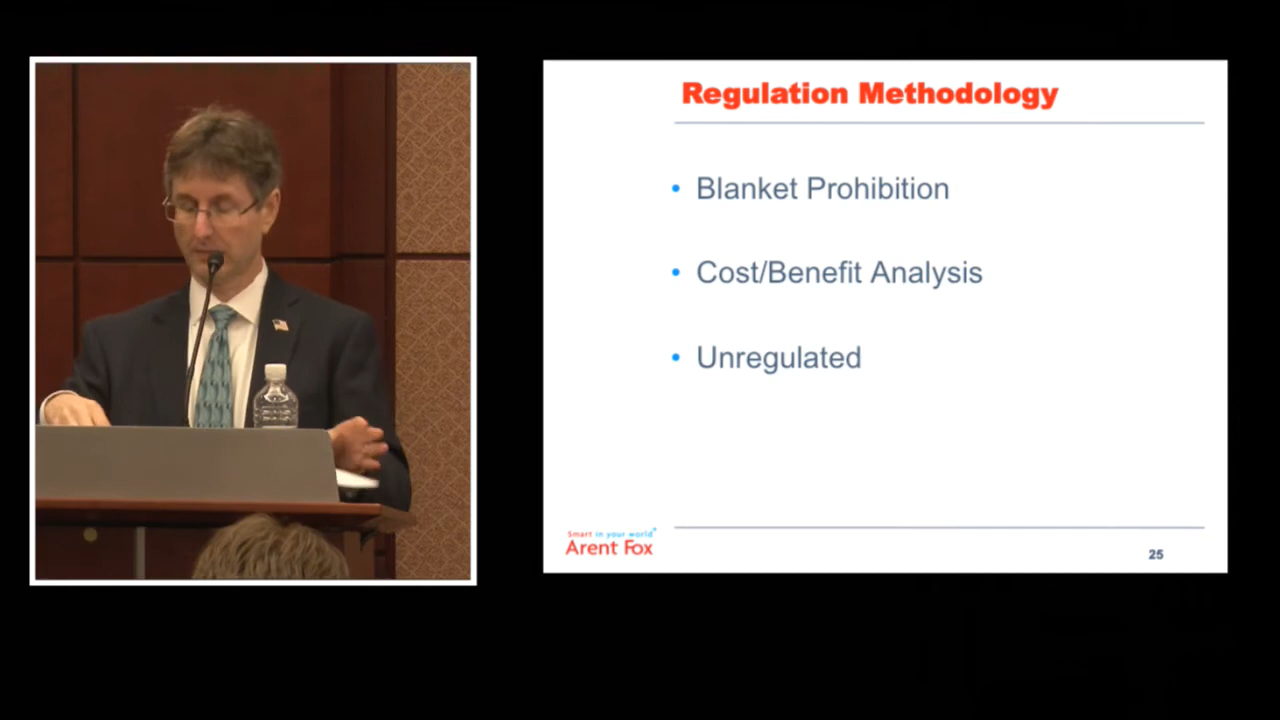 Regulation Methodology
• Blanket Prohibition
• Cost/Benefit Analysis
• Unregulated
Smart in your world
Arent Fox
25